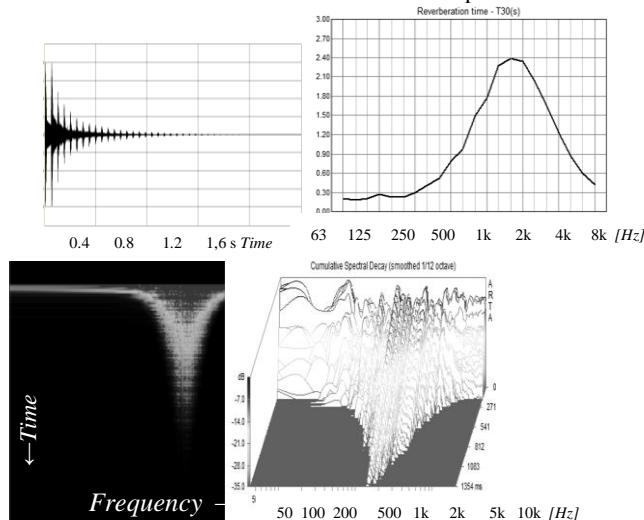 Reverberation time - T30(s)
3.00
2.70
2.40
2.10
1.80
1.50
1.20
0.90
0.60
0.30
0.00
0.4 0.8 1.2 1,6 s Time
63 125 250 500 1k 2k 4k 8k [Hz]
Cumulative Spectral Decay (smoothed 1/12 octave)
A
R
T
A
dB
-7.0
-14.0
-21.0
-28.0
-35.0
0
271
541
812
1083
1354 ms
←Time
Frequency
50 100 200 500 1k 2k 5k 10k [Hz]